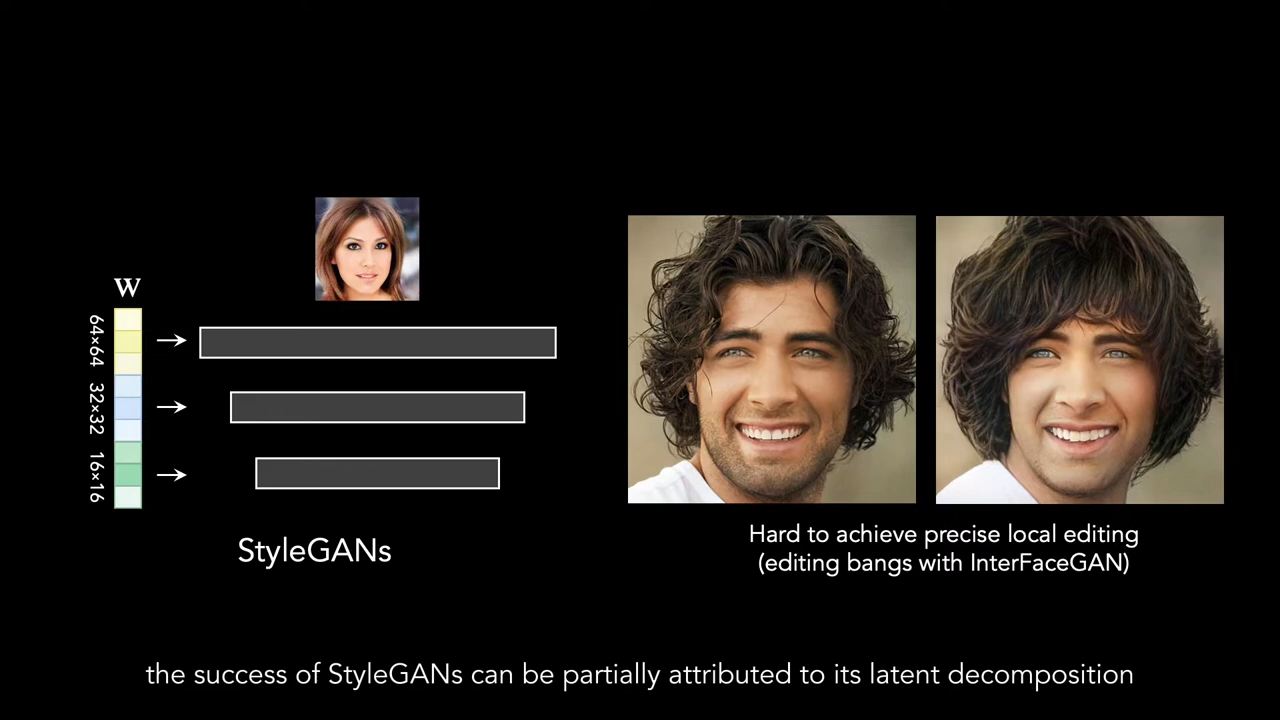 w
64×64
32×32
16×16
StyleGANs
Hard to achieve precise local editing
(editing bangs with InterFaceGAN)
the success of StyleGANs can be partially attributed to its latent decomposition